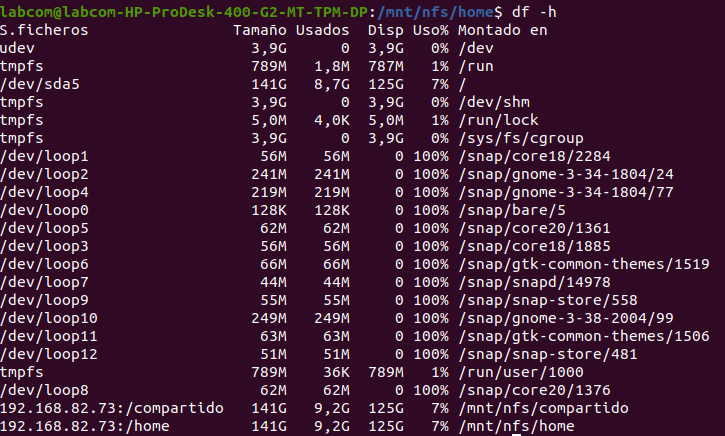 labcom@labcom-HP-ProDesk-400-G2-MT-TPM-DP:/mnt/nfs/home$ df -h
S.ficheros Tamaño Usados Disp Uso% Montado en
udev 3,9G 0 3,9G 0% /dev
tmpfs 789M 1,8M 787M 1% /run
/dev/sda5 141G 8,7G 125G 7% /
tmpfs 3,9G 0 3,9G 0% /dev/shm
tmpfs 5,0M 4,0K 5,0M 1% /run/lock
tmpfs 3,9G 0 3,9G 0% /sys/fs/cgroup
/dev/loop1 56M 56M 0 100% /snap/core18/2284
/dev/loop2 241M 241M 0 100% /snap/gnome-3-34-1804/24
/dev/loop4 219M 219M 0 100% /snap/gnome-3-34-1804/77
/dev/loop0 128K 128K 0 100% /snap/bare/5
/dev/loop5 62M 62M 0 100% /snap/core20/1361
/dev/loop3 56M 56M 0 100% /snap/core18/1885
/dev/loop6 66M 66M 0 100% /snap/gtk-common-themes/1519
/dev/loop7 44M 44M 0 100% /snap/snapd/14978
/dev/loop9 55M 55M 0 100% /snap/snap-store/558
/dev/loop10 249M 249M 0 100% /snap/gnome-3-38-2004/99
/dev/loop11 63M 63M 0 100% /snap/gtk-common-themes/1506
/dev/loop12 51M 51M 0 100% /snap/snap-store/481
tmpfs 789M 36K 789M 1% /run/user/1000
/dev/loop8 62M 62M 0 100% /snap/core20/1376
192.168.82.73:/compartido 141G 9,2G 125G 7% /mnt/nfs/compartido
192.168.82.73:/home 141G 9,2G 125G 7% /mnt/nfs/home